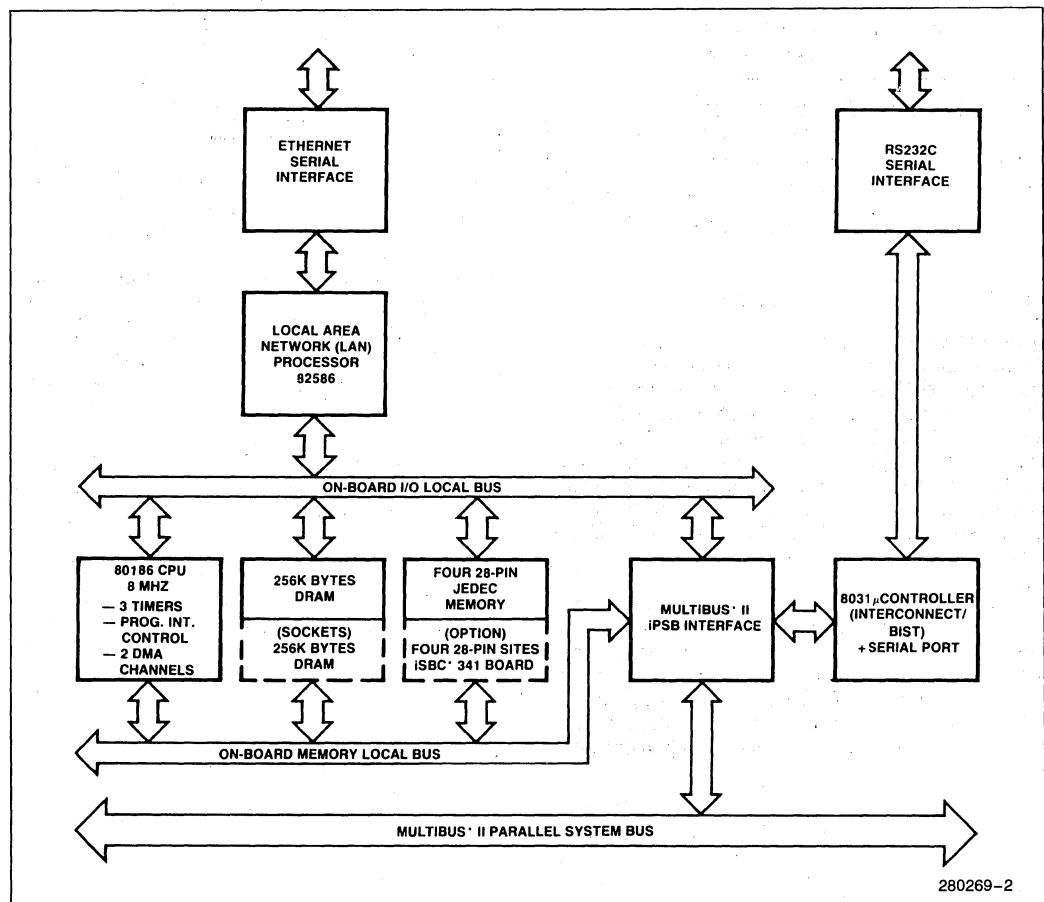 ETHERNET
SERIAL
INTERFACE
RS232C
SERIAL
INTERFACE
LOCAL AREA
NETWORK (LAN)
PROCESSOR
82586
ON-BOARD I/O LOCAL BUS
80186 CPU
8 MHZ
— 3 TIMERS
— PROG. INT.
CONTROL
— 2 DMA
CHANNELS
256K BYTES
DRAM
(SOCKETS)
256K BYTES
DRAM
FOUR 28-PIN
JEDEC
MEMORY
(OPTION)
FOUR 28-PIN SITES
iSBC* 341 BOARD
MULTIBUS* II
iPSB INTERFACE
8031 μCONTROLLER
(INTERCONNECT/
BIST)
+ SERIAL PORT
ON-BOARD MEMORY LOCAL BUS
MULTIBUS* II PARALLEL SYSTEM BUS
280269-2